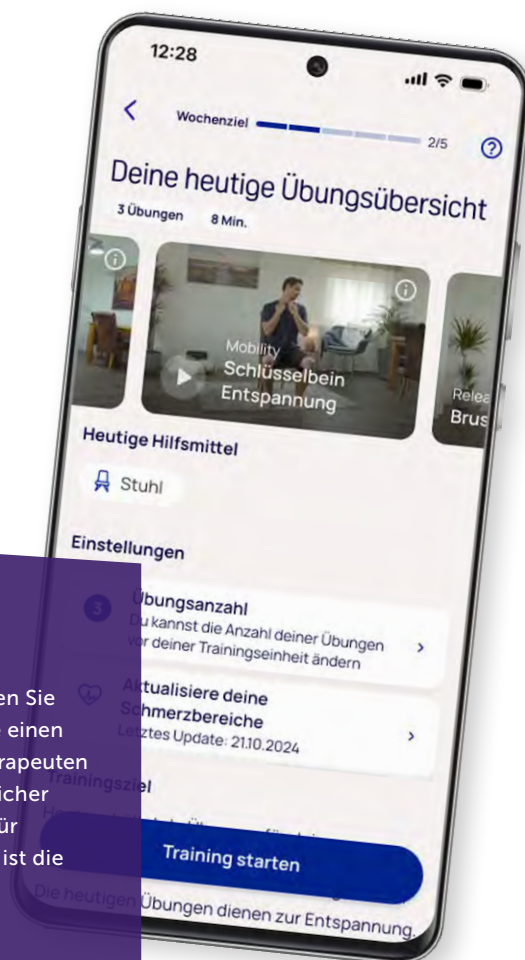 12:28
Wochenziel 2/5
Deine heutige Übungsübersicht
3 Übungen 8 Min.
Mobility
Schlüsselbein
Entspannung
Relea
Brus
Heutige Hilfsmittel
Stuhl
Einstellungen
3
Übungsanzahl
Du kannst die Anzahl deiner Übungen
vor deiner Trainingseinheit ändern
Aktualisiere deine
Schmerzbereiche
Letztes Update: 21.10.2024
Trainingsziel
Training starten
Die heutigen Übungen dienen zur Entspannung.
en Sie
einen
rapeuten
icher
ür
ist die